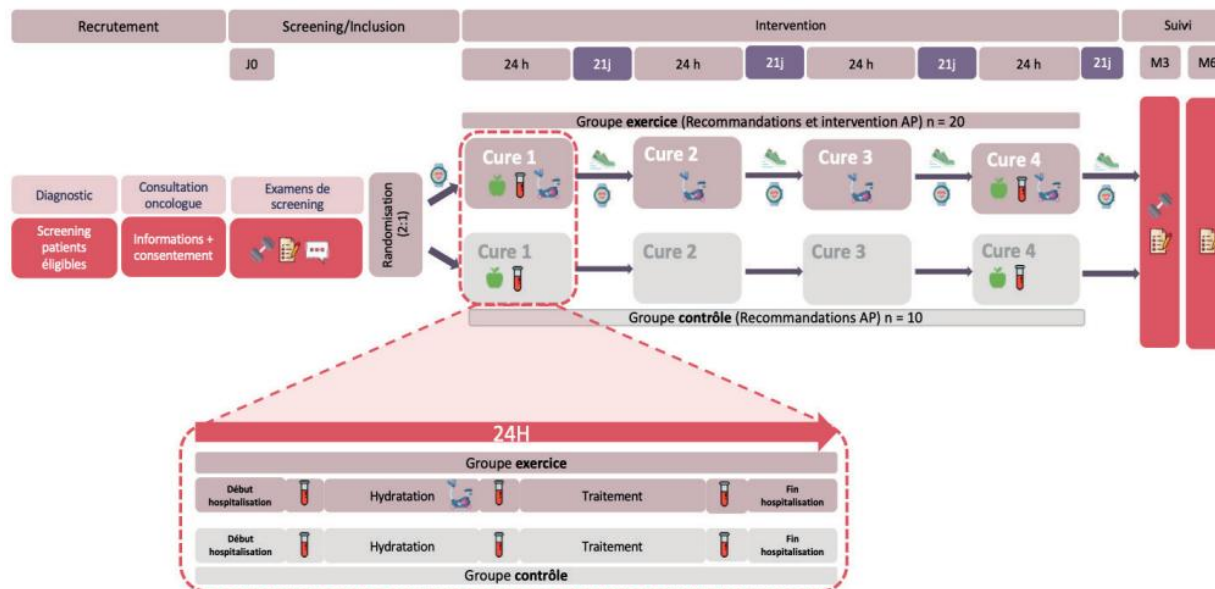 Recrutement
Screening/Inclusion
Intervention
Suivi
J0
24 h
21j
24 h
21j
24 h
21j
24 h
21j
M3
M6
Groupe exercice (Recommandations et intervention AP) n = 20
Cure 1
Cure 2
Cure 3
Cure 4
Diagnostic
Consultation
oncologue
Examens de
screening
Randomisation
(2:1)
Screening
patients
éligibles
Informations +
consentement
Cure 1
Cure 2
Cure 3
Cure 4
Groupe contrôle (Recommandations AP) n = 10
24H
Groupe exercice
Début
hospitalisation
Hydratation
Traitement
Fin
hospitalisation
Début
hospitalisation
Hydratation
Traitement
Fin
hospitalisation
Groupe contrôle